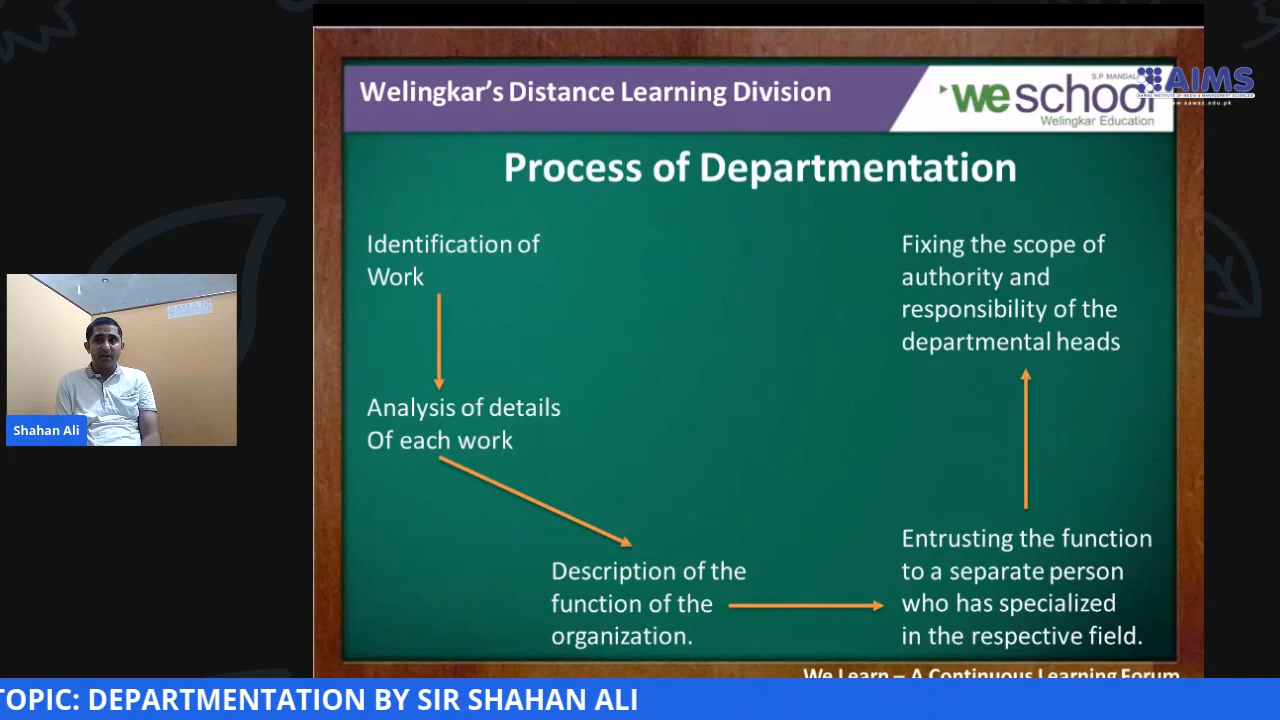 Welingkar's Distance Learning Division
S.P MANDAL
we school
Welingkar Education
AIMS
Process of Departmentation
Identification of
Work
Analysis of details
Of each work
Description of the
function of the
organization.
Entrusting the function
to a separate person
who has specialized
in the respective field.
Fixing the scope of
authority and
responsibility of the
departmental heads
Shahan Ali
We Learn – A Continuous Learning Forum
TOPIC: DEPARTMENTATION BY SIR SHAHAN ALI